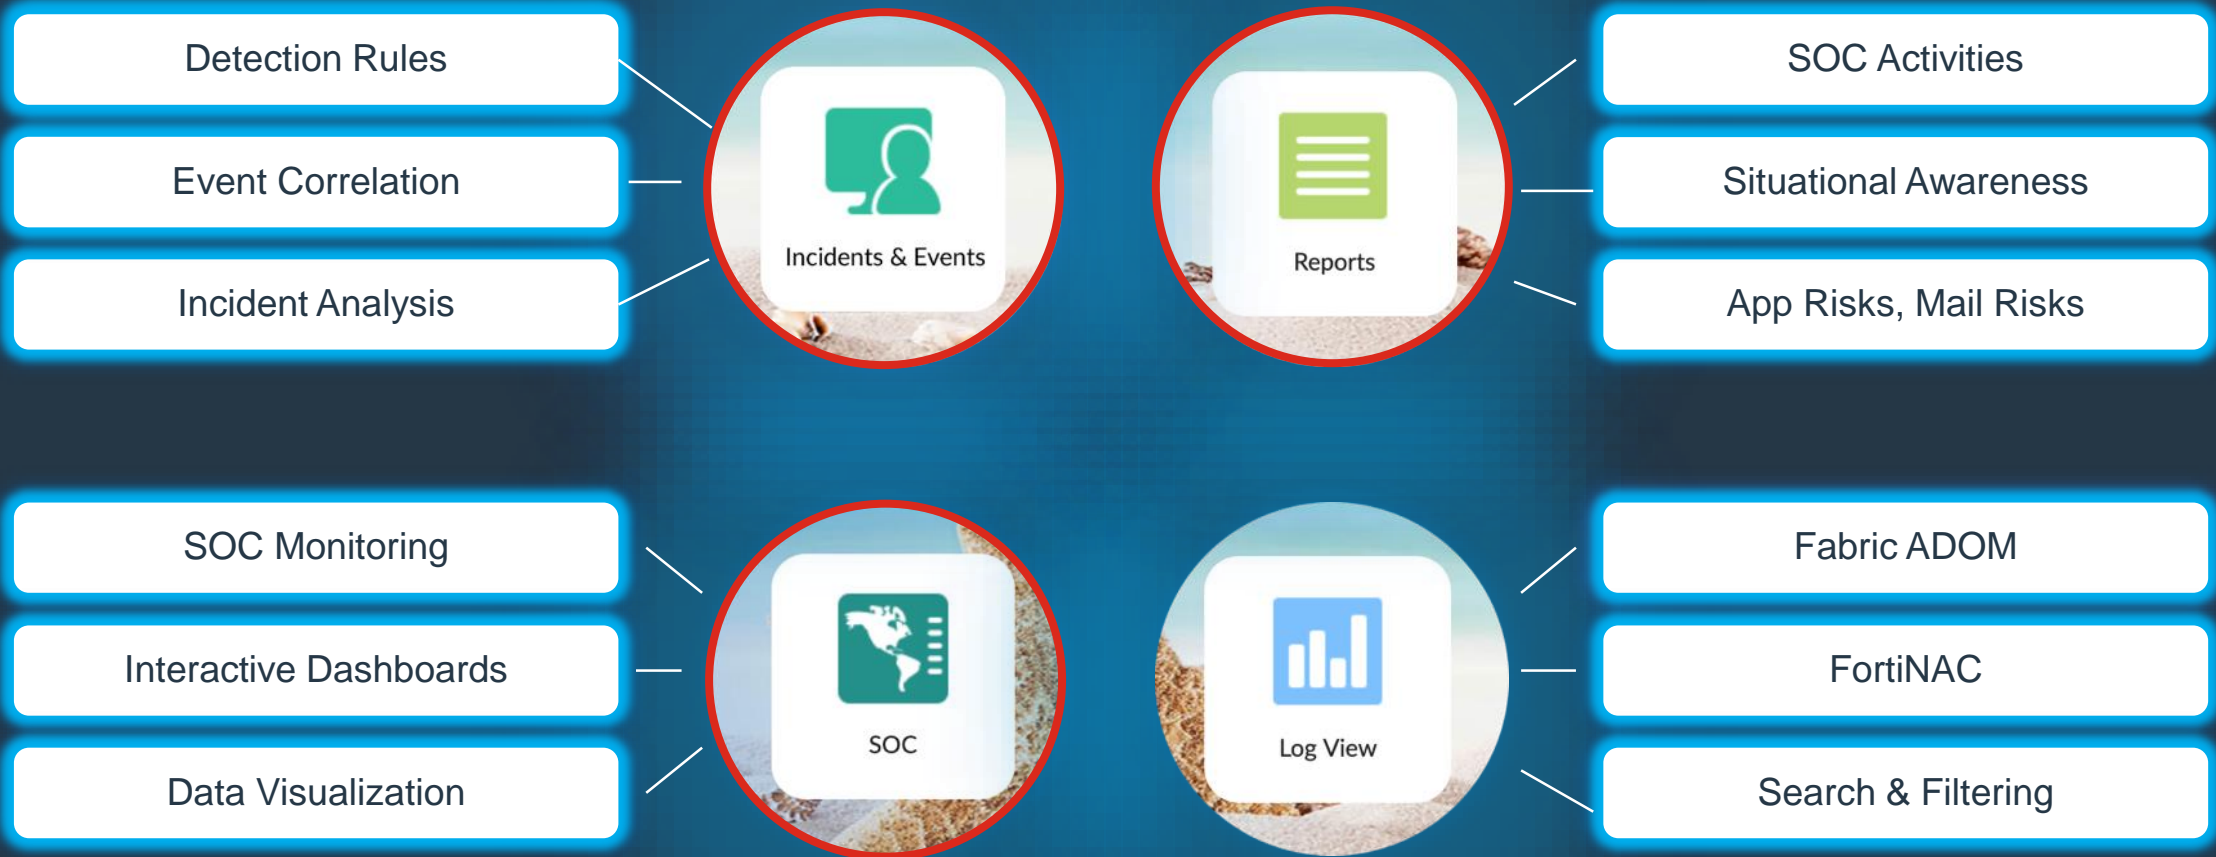 Detection Rules
Event Correlation
Incident Analysis
Incidents & Events
Reports
SOC Activities
Situational Awareness
App Risks, Mail Risks
SOC Monitoring
Interactive Dashboards
Data Visualization
SOC
Log View
Fabric ADOM
FortiNAC
Search & Filtering